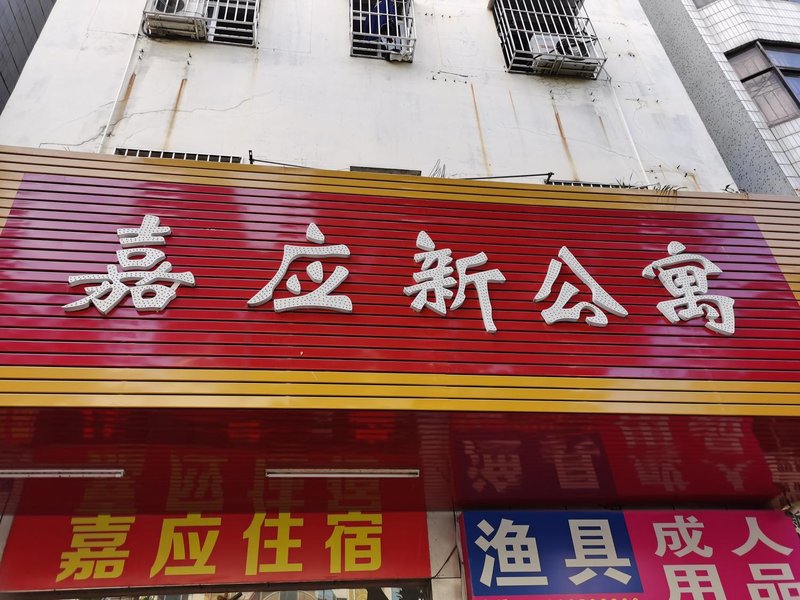 嘉应新公寓
嘉应住宿
渔具
成人
用品